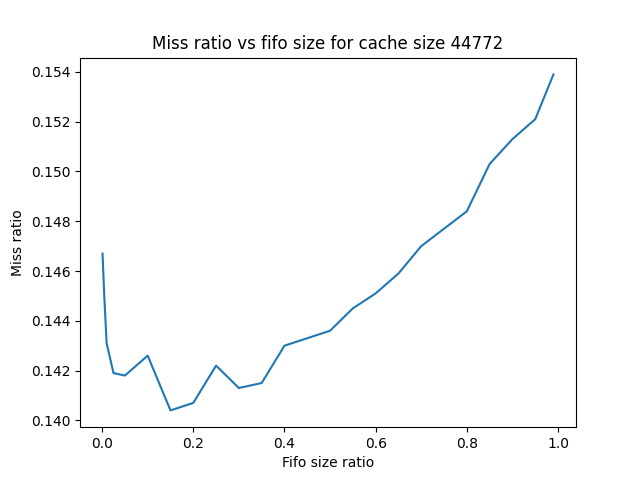 Miss ratio vs fifo size for cache size 44772
0.154
0.152
0.150
0.148
0.146
0.144
0.142
0.140
Miss ratio
0.0 0.2 0.4 0.6 0.8 1.0
Fifo size ratio